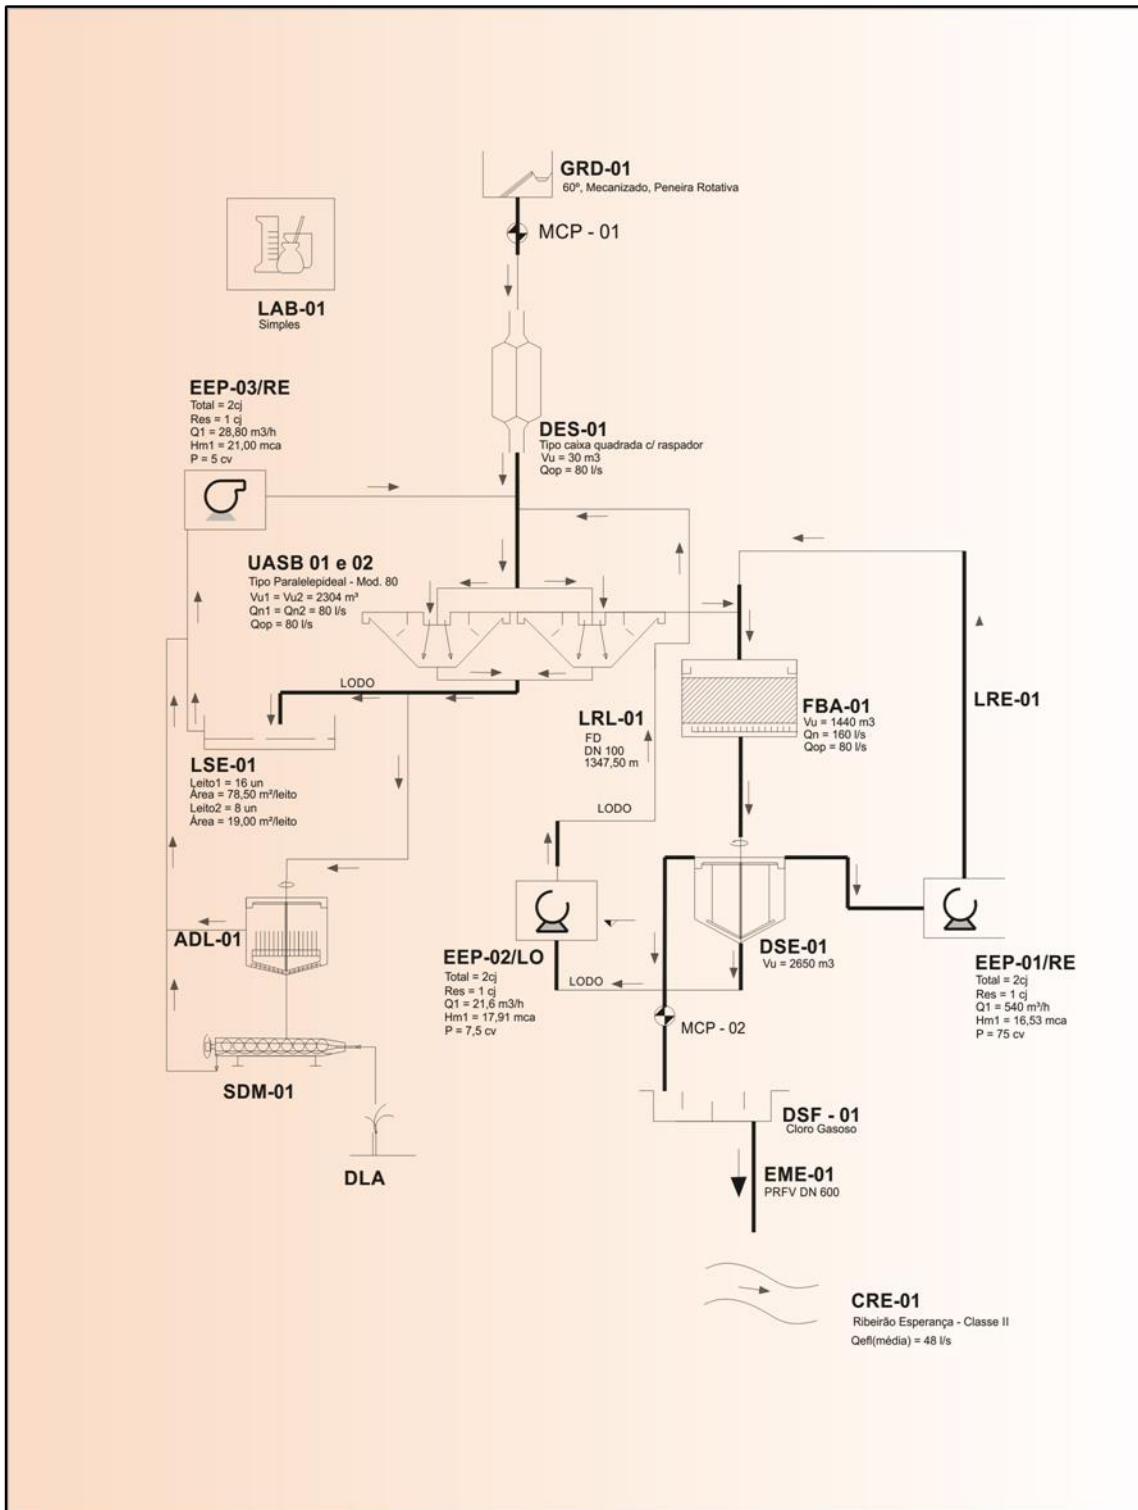 GRD-01
60º, Mecanizado, Peneira Rotativa
MCP - 01
LAB-01
Simples
EEP-03/RE
Total = 2cj
Res = 1 cj
Q1 = 28,80 m3/h
Hm1 = 21,00 mca
P = 5 cv
DES-01
Tipo caixa quadrada c/ raspador
Vu = 30 m3
Qop = 80 l/s
UASB 01 e 02
Tipo Paralelepideal - Mod. 80
Vu1 = Vu2 = 2304 m³
Qn1 = Qn2 = 80 l/s
Qop = 80 l/s
LODO
LSE-01
Leito1 = 16 un
Área = 78,50 m²/leito
Leito2 = 8 un
Área = 19,00 m²/leito
LRL-01
FD
DN 100
1347,50 m
FBA-01
Vu = 1440 m3
Qn = 160 l/s
Qop = 80 l/s
LRE-01
LODO
ADL-01
EEP-02/LO
Total = 2cj
Res = 1 cj
Q1 = 21,6 m3/h
Hm1 = 17,91 mca
P = 7,5 cv
LODO
DSE-01
Vu = 2650 m3
EEP-01/RE
Total = 2cj
Res = 1 cj
Q1 = 540 m³/h
Hm1 = 16,53 mca
P = 75 cv
MCP - 02
SDM-01
DLA
DSF - 01
Cloro Gasoso
EME-01
PRFV DN 600
CRE-01
Ribeirão Esperança - Classe II
Qefl(média) = 48 l/s